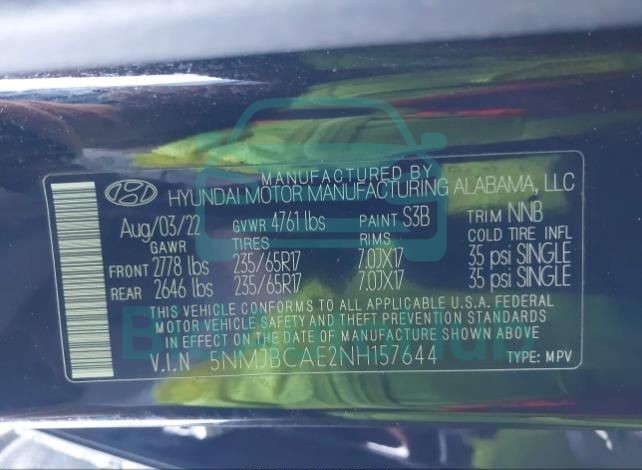 MANUFACTURED BY
HYUNDAI MOTOR MANUFACTURING ALABAMA, LLC
Aug/03/22 GVWR 4761 lbs PAINT S3B TRIM NNB
GAWR TIRES RIMS COLD TIRE INFL
FRONT 2778 lbs 235/65R17 7.0JX17 35 psi SINGLE
REAR 2646 lbs 235/65R17 7.0JX17 35 psi SINGLE
THIS VEHICLE CONFORMS TO ALL APPLICABLE U.S.A. FEDERAL
MOTOR VEHICLE SAFETY AND THEFT PREVENTION STANDARDS
IN EFFECT ON THE DATE OF MANUFACTURE SHOWN ABOVE
V.I.N 5NMJBCAE2NH157644 TYPE: MPV